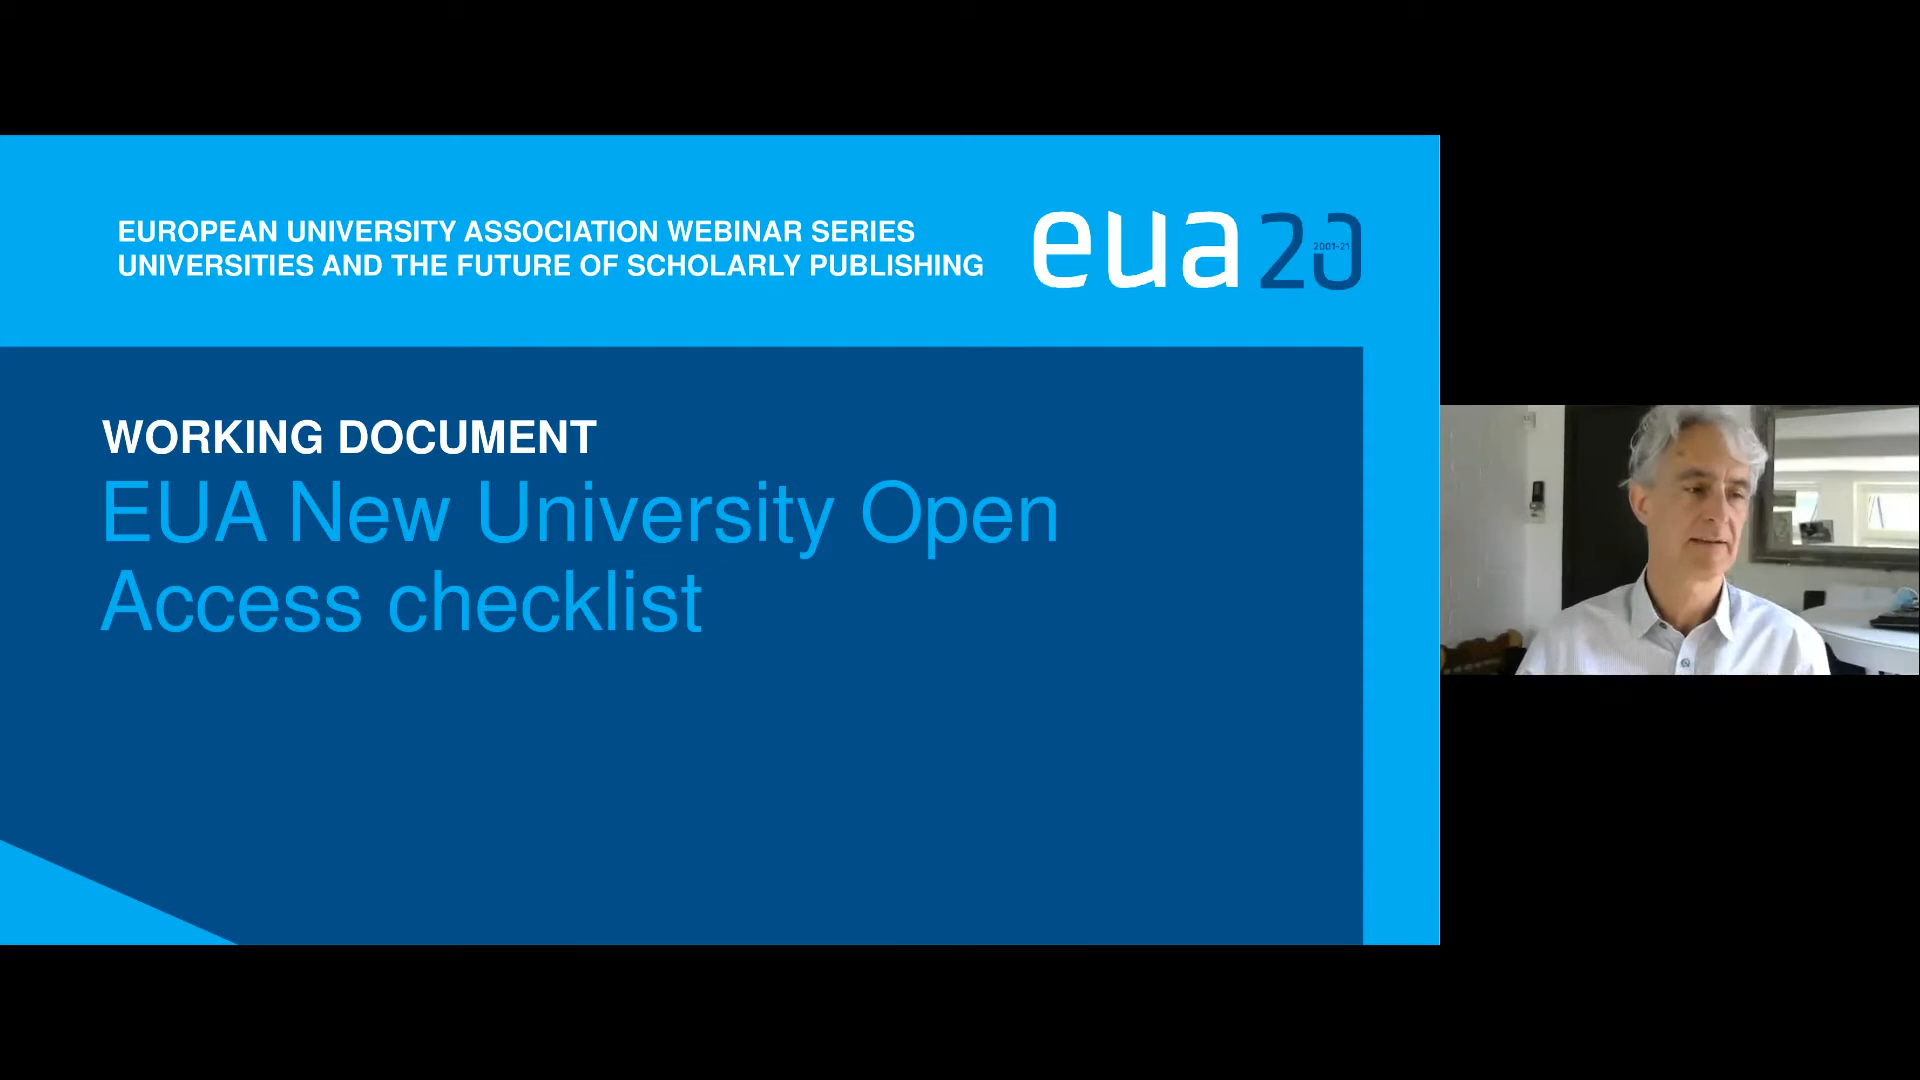 EUROPEAN UNIVERSITY ASSOCIATION WEBINAR SERIES
UNIVERSITIES AND THE FUTURE OF SCHOLARLY PUBLISHING
eua 20
2001-21
WORKING DOCUMENT
EUA New University Open
Access checklist